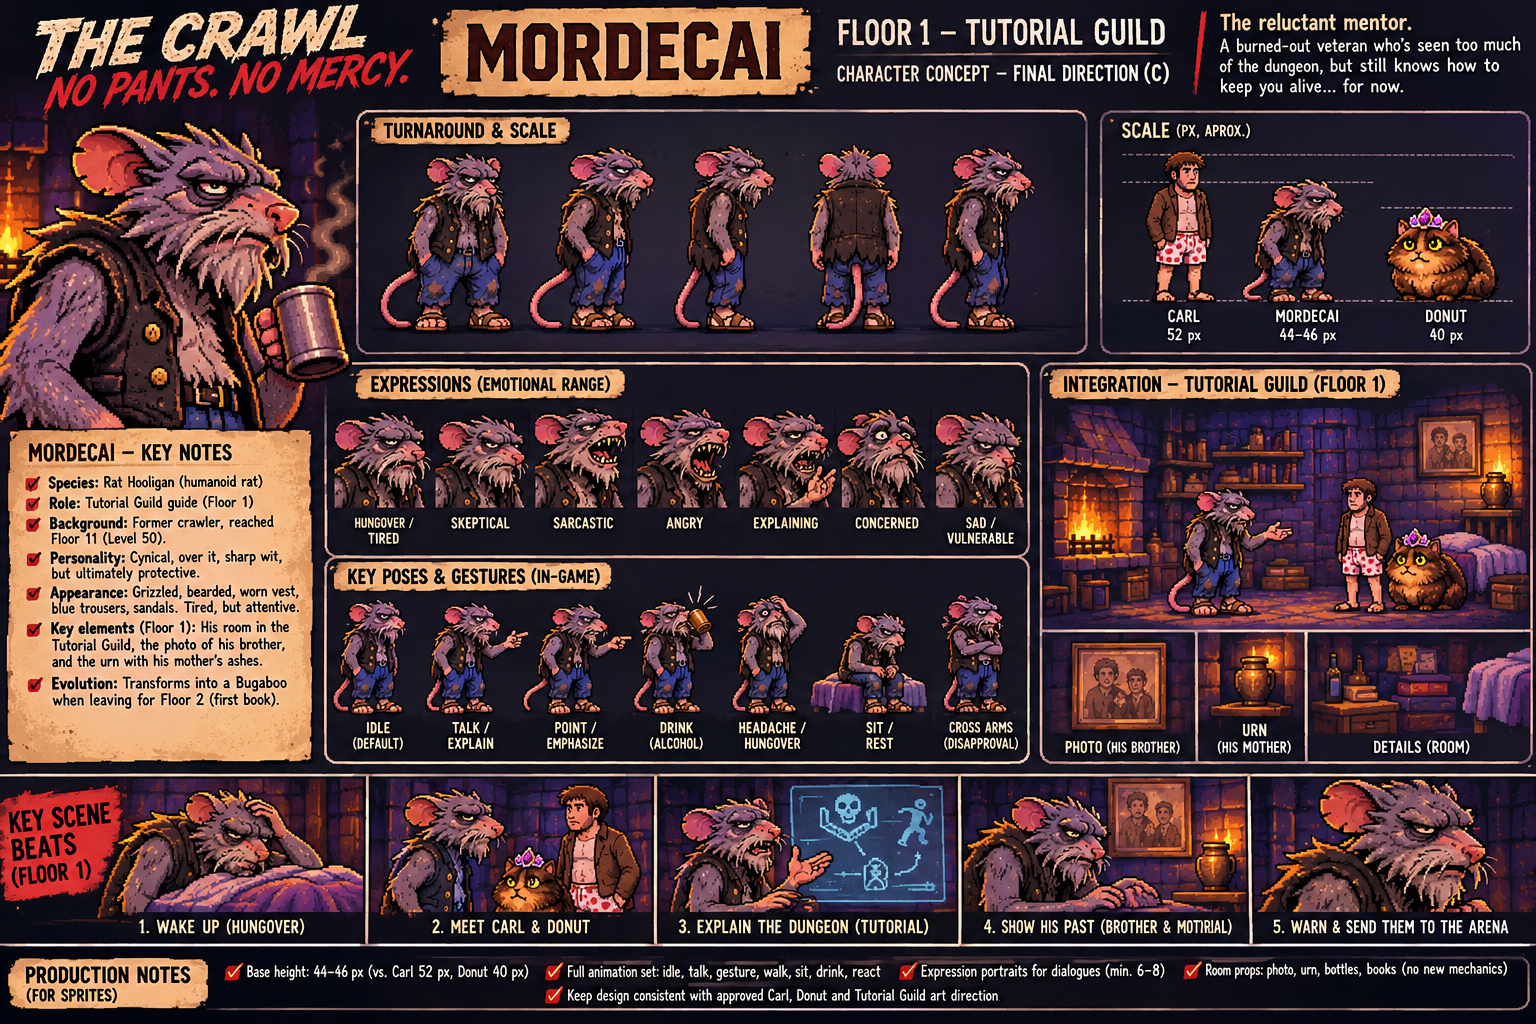 THE CRAWL
NO PANTS. NO MERCY.
MORDECAI
FLOOR 1 – TUTORIAL GUILD
CHARACTER CONCEPT – FINAL DIRECTION (C)
The reluctant mentor.
A burned-out veteran who's seen too much
of the dungeon, but still knows how to
keep you alive... for now.
TURNAROUND & SCALE
SCALE (PX, APROX.)
CARL
52 px
MORDECAI
44–46 px
DONUT
40 px
EXPRESSIONS (EMOTIONAL RANGE)
HUNGOVER /
TIRED
SKEPTICAL
SARCASTIC
ANGRY
EXPLAINING
CONCERNED
SAD /
VULNERABLE
INTEGRATION – TUTORIAL GUILD (FLOOR 1)
PHOTO (HIS BROTHER)
URN
(HIS MOTHER)
DETAILS (ROOM)
MORDECAI – KEY NOTES
Species: Rat Hooligan (humanoid rat)
Role: Tutorial Guild guide (Floor 1)
Background: Former crawler, reached
Floor 11 (Level 50).
Personality: Cynical, over it, sharp wit,
but ultimately protective.
Appearance: Grizzled, bearded, worn vest,
blue trousers, sandals. Tired, but attentive.
Key elements (Floor 1): His room in the
Tutorial Guild, the photo of his brother,
and the urn with his mother's ashes.
Evolution: Transforms into a Bugaboo
when leaving for Floor 2 (first book).
KEY POSES & GESTURES (IN-GAME)
IDLE
(DEFAULT)
TALK /
EXPLAIN
POINT /
EMPHASIZE
DRINK
(ALCOHOL)
HEADACHE /
HUNGOVER
SIT /
REST
CROSS ARMS
(DISAPPROVAL)
KEY SCENE
BEATS
(FLOOR 1)
1. WAKE UP (HUNGOVER)
2. MEET CARL & DONUT
3. EXPLAIN THE DUNGEON (TUTORIAL)
4. SHOW HIS PAST (BROTHER & MOTIRIAL)
5. WARN & SEND THEM TO THE ARENA
PRODUCTION NOTES
(FOR SPRITES)
Base height: 44–46 px (vs. Carl 52 px, Donut 40 px)
Full animation set: idle, talk, gesture, walk, sit, drink, react
Expression portraits for dialogues (min. 6–8)
Room props: photo, urn, bottles, books (no new mechanics)
Keep design consistent with approved Carl, Donut and Tutorial Guild art direction